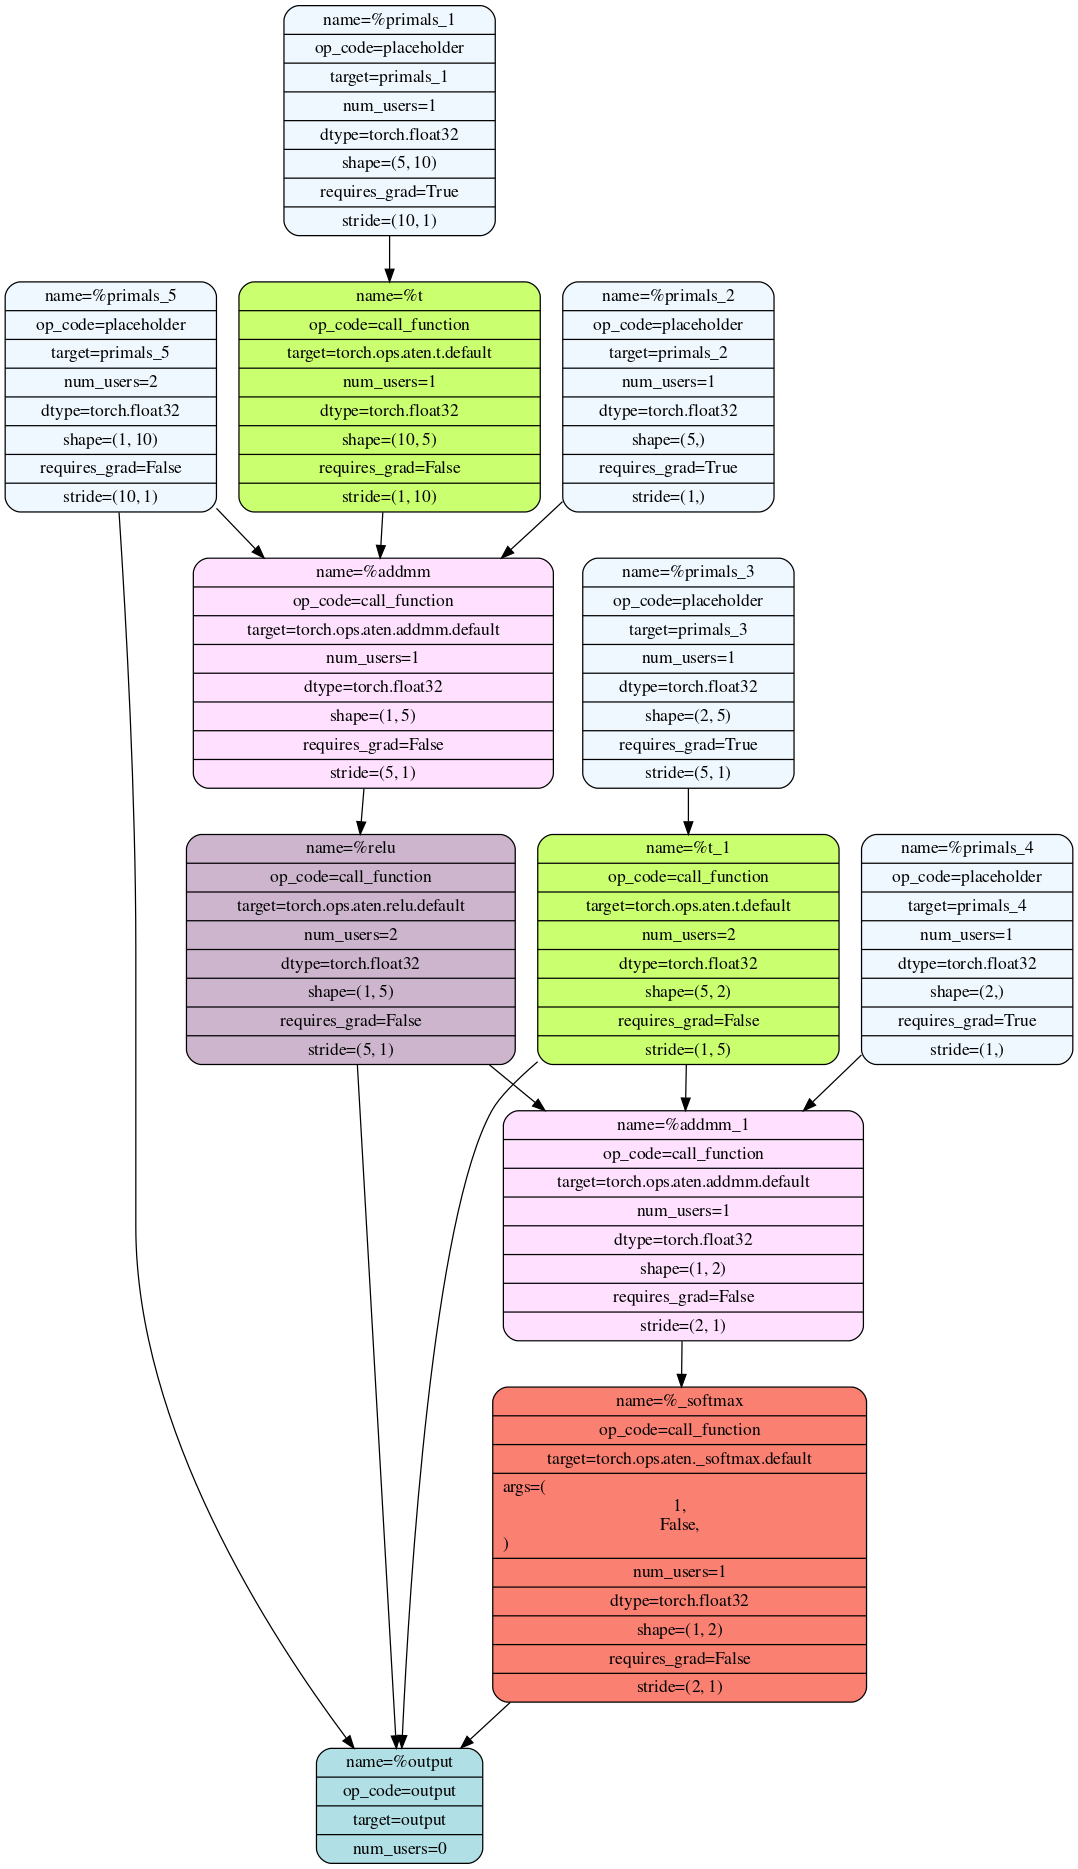 name=%primals_1
op_code=placeholder
target=primals_1
num_users=1
dtype=torch.float32
shape=(5, 10)
requires_grad=True
stride=(10, 1)
name=%primals_5
op_code=placeholder
target=primals_5
num_users=2
dtype=torch.float32
shape=(1, 10)
requires_grad=False
stride=(10, 1)
name=%t
op_code=call_function
target=torch.ops.aten.t.default
num_users=1
dtype=torch.float32
shape=(10, 5)
requires_grad=False
stride=(1, 10)
name=%primals_2
op_code=placeholder
target=primals_2
num_users=1
dtype=torch.float32
shape=(5,)
requires_grad=True
stride=(1,)
name=%addmm
op_code=call_function
target=torch.ops.aten.addmm.default
num_users=1
dtype=torch.float32
shape=(1, 5)
requires_grad=False
stride=(5, 1)
name=%primals_3
op_code=placeholder
target=primals_3
num_users=1
dtype=torch.float32
shape=(2, 5)
requires_grad=True
stride=(5, 1)
name=%relu
op_code=call_function
target=torch.ops.aten.relu.default
num_users=2
dtype=torch.float32
shape=(1, 5)
requires_grad=False
stride=(5, 1)
name=%t_1
op_code=call_function
target=torch.ops.aten.t.default
num_users=2
dtype=torch.float32
shape=(5, 2)
requires_grad=False
stride=(1, 5)
name=%primals_4
op_code=placeholder
target=primals_4
num_users=1
dtype=torch.float32
shape=(2,)
requires_grad=True
stride=(1,)
name=%addmm_1
op_code=call_function
target=torch.ops.aten.addmm.default
num_users=1
dtype=torch.float32
shape=(1, 2)
requires_grad=False
stride=(2, 1)
name=%_softmax
op_code=call_function
target=torch.ops.aten._softmax.default
args=(
1,
False,
)
num_users=1
dtype=torch.float32
shape=(1, 2)
requires_grad=False
stride=(2, 1)
name=%output
op_code=output
target=output
num_users=0